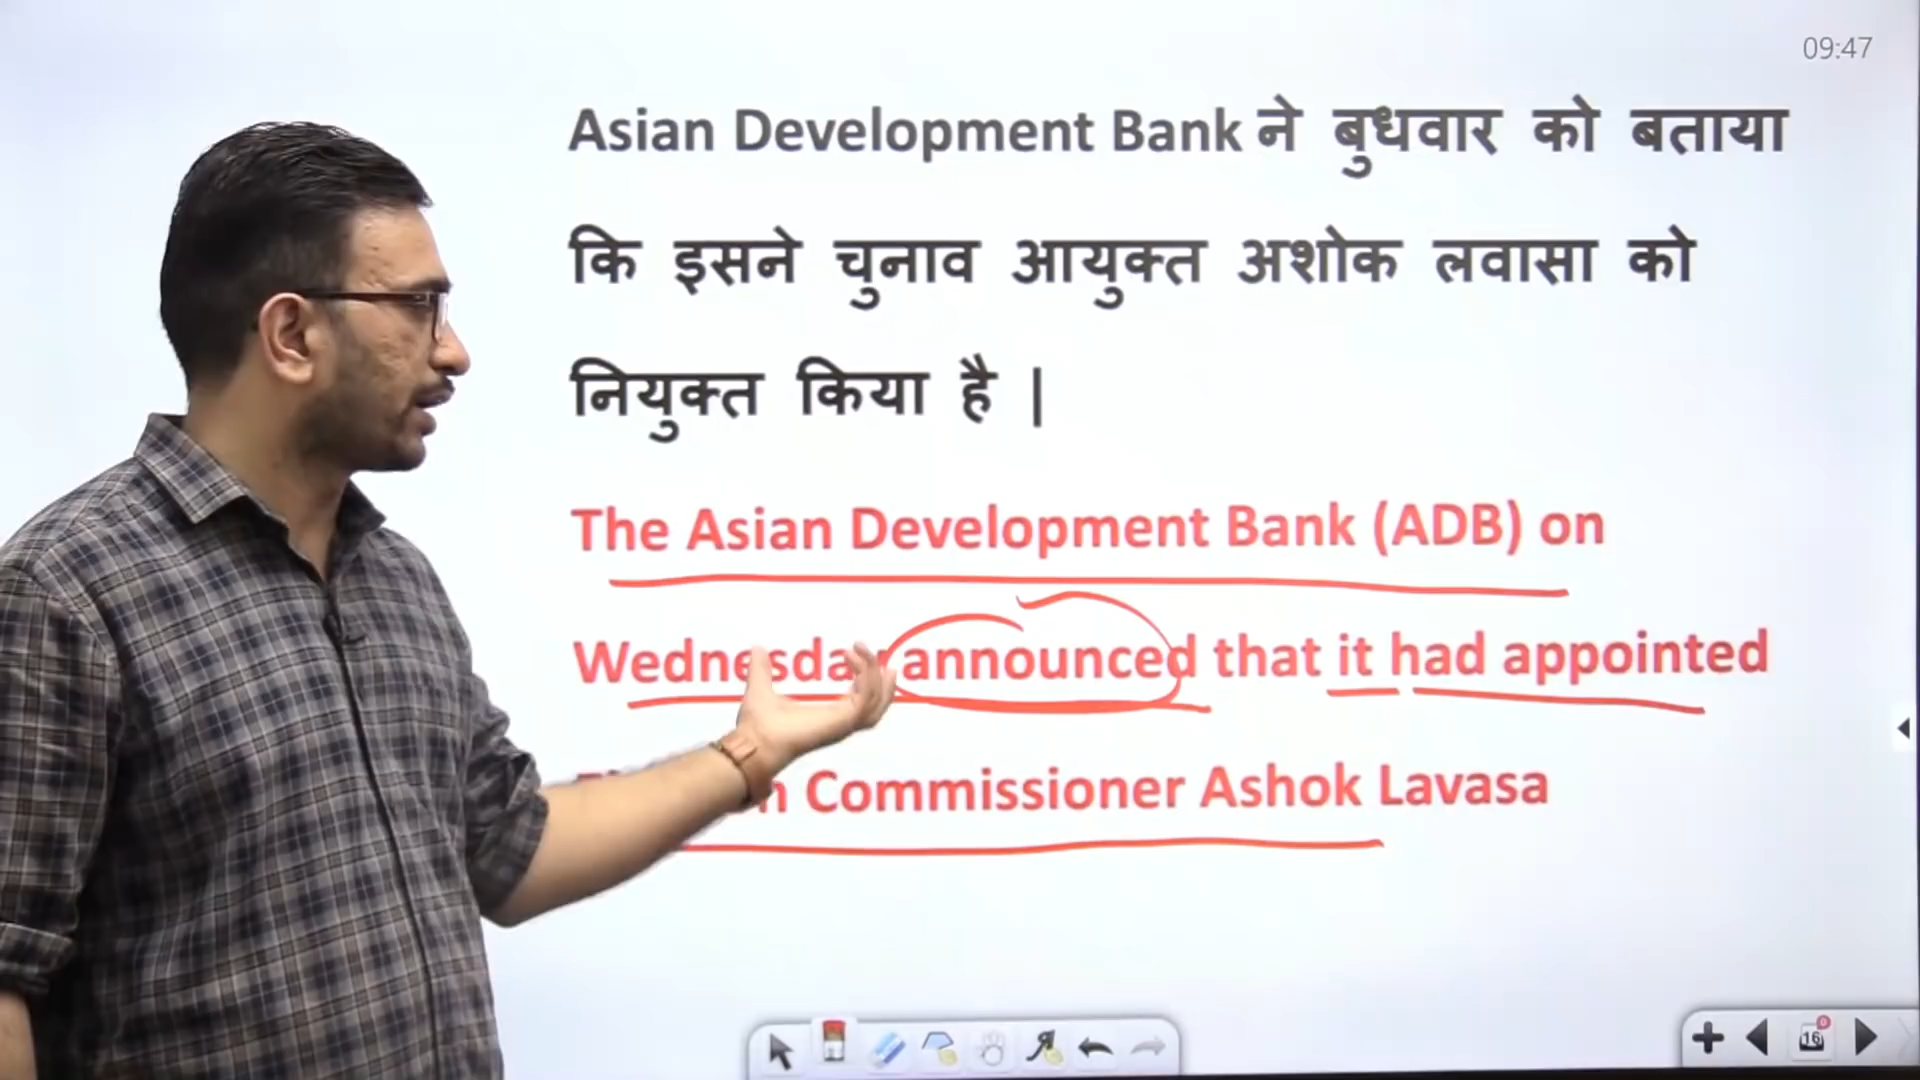 09:47
Asian Development Bank ने बुधवार को बताया
कि इसने चुनाव आयुक्त अशोक लवासा को
नियुक्त किया है |
The Asian Development Bank (ADB) on
announced that it had appointed
Commissioner Ashok Lavasa
16